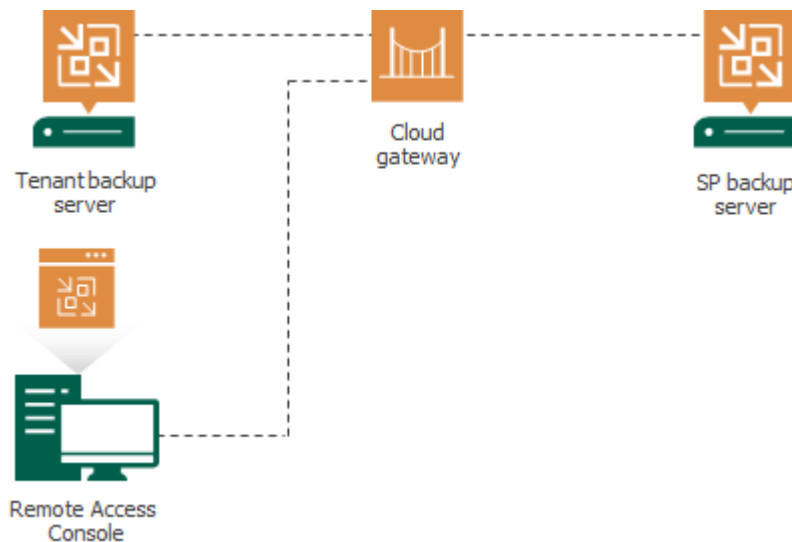 Cloud
gateway
Tenant backup
server
SP backup
server
Remote Access
Console